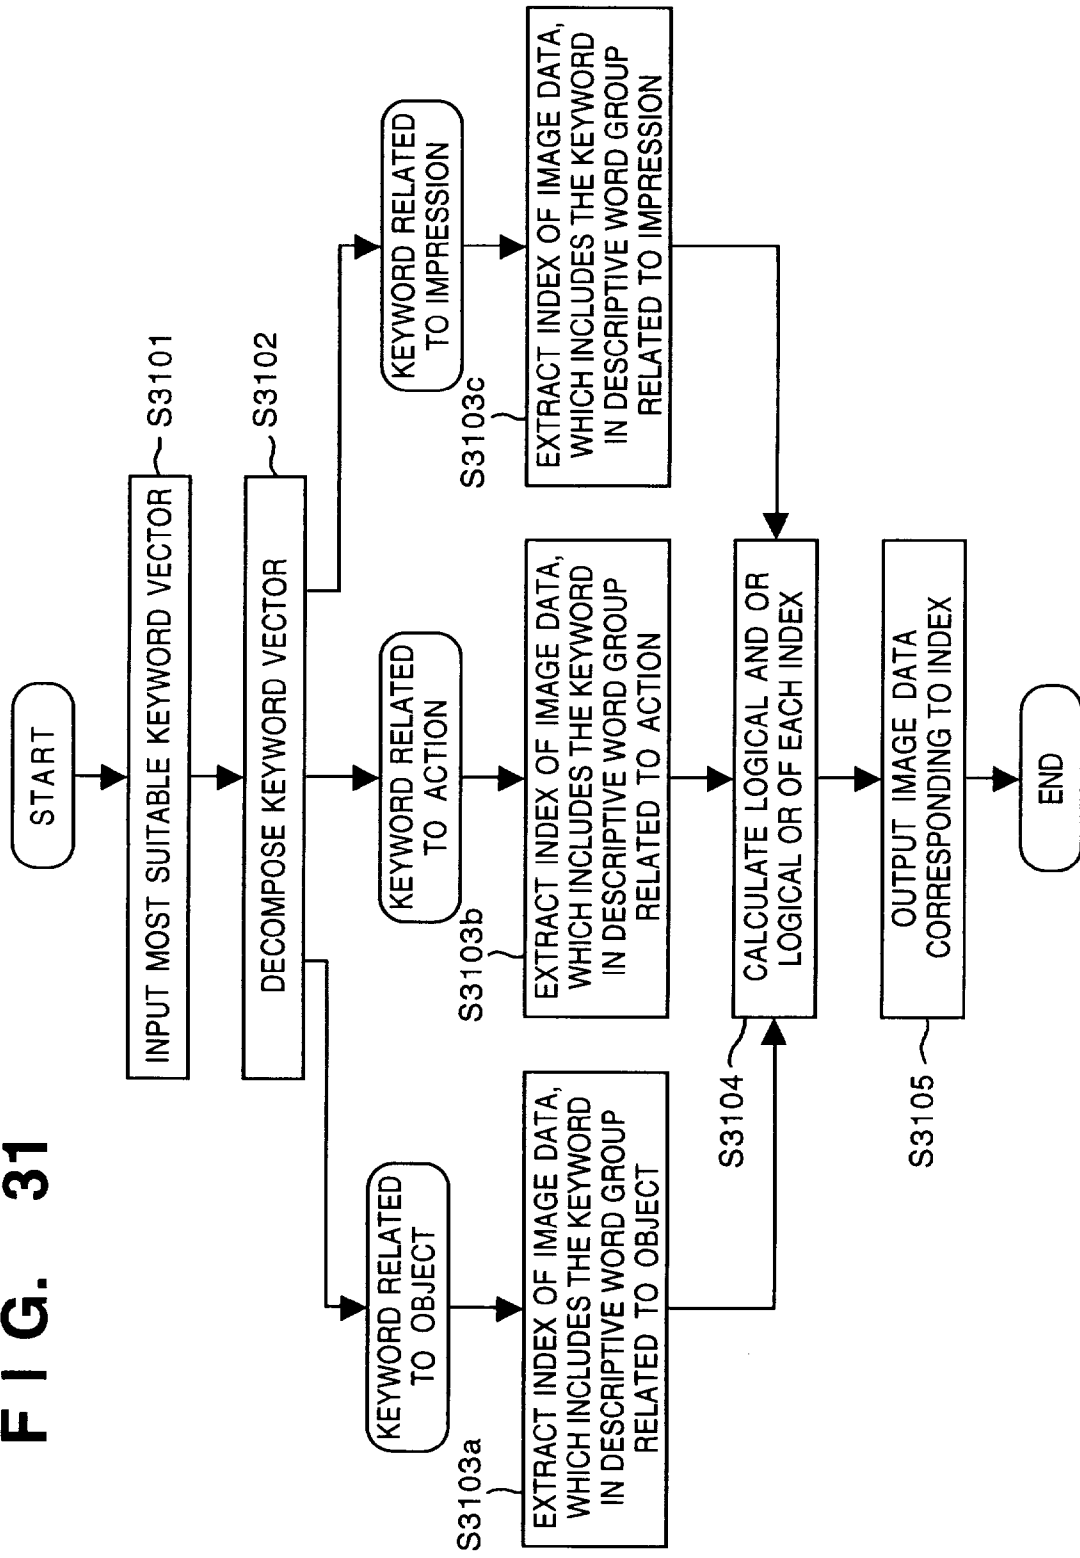 FIG. 31
START
INPUT MOST SUITABLE KEYWORD VECTOR
S3101
DECOMPOSE KEYWORD VECTOR
S3102
KEYWORD RELATED
TO OBJECT
KEYWORD RELATED
TO ACTION
KEYWORD RELATED
TO IMPRESSION
S3103a
EXTRACT INDEX OF IMAGE DATA,
WHICH INCLUDES THE KEYWORD
IN DESCRIPTIVE WORD GROUP
RELATED TO OBJECT
S3103b
EXTRACT INDEX OF IMAGE DATA,
WHICH INCLUDES THE KEYWORD
IN DESCRIPTIVE WORD GROUP
RELATED TO ACTION
S3103c
EXTRACT INDEX OF IMAGE DATA,
WHICH INCLUDES THE KEYWORD
IN DESCRIPTIVE WORD GROUP
RELATED TO IMPRESSION
S3104
CALCULATE LOGICAL AND OR
LOGICAL OR OF EACH INDEX
S3105
OUTPUT IMAGE DATA
CORRESPONDING TO INDEX
END